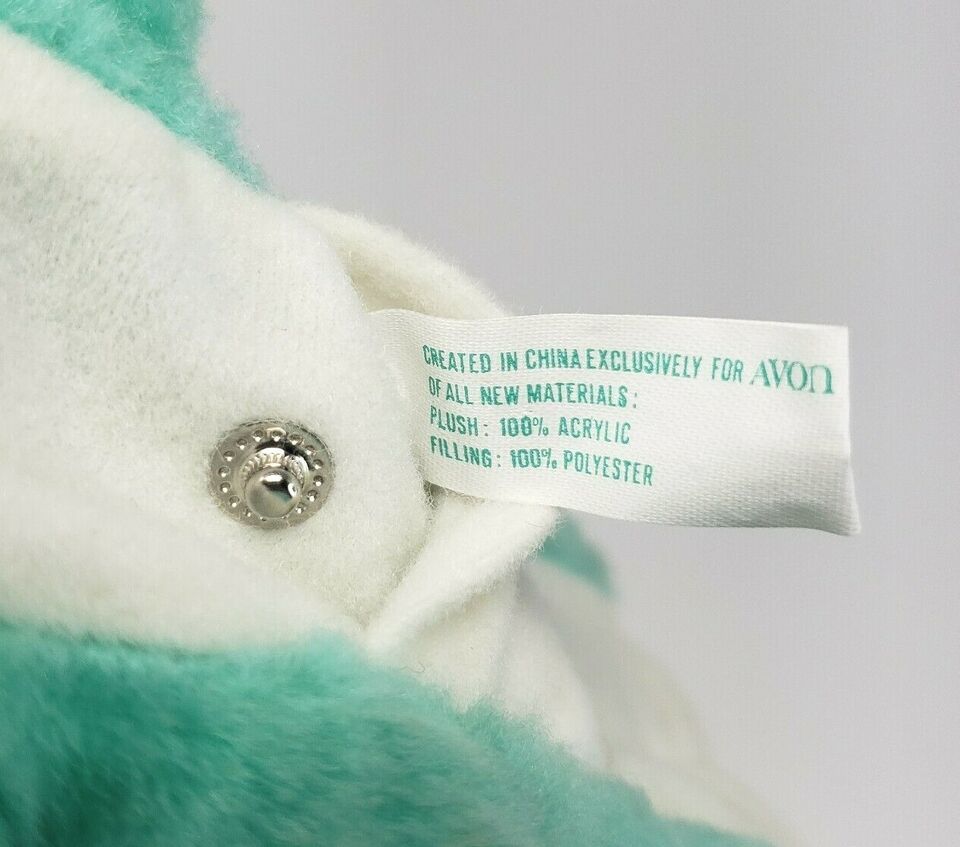 CREATED IN CHINA EXCLUSIVELY FOR AVON
OF ALL NEW MATERIALS:
PLUSH: 100% ACRYLIC
FILLING: 100% POLYESTER